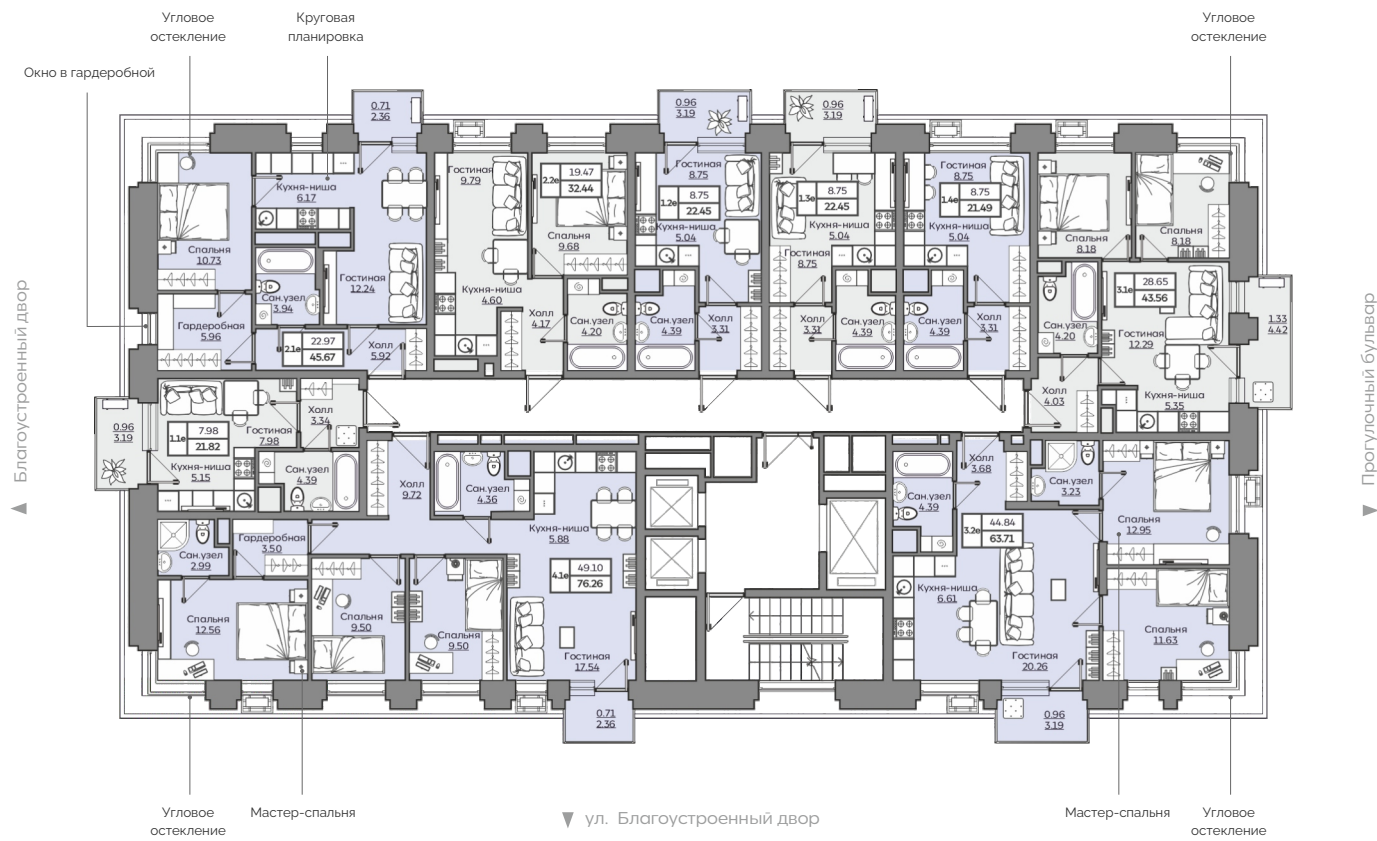 Угловое
остекление
Круговая
планировка
Угловое
остекление
Окно в гардеробной
0.71
2.36
0.96
3.19
0.96
3.19
Кухня-ниша
6.17
Спальня
10.73
Сан.узел
3.94
Гостиная
12.24
Гардеробная
5.96
2.1е
22.97
45.67
Холл
5.92
Гостиная
9.79
2.2е
19.47
32.44
Спальня
9.68
Кухня-ниша
4.60
Холл
4.17
Сан.узел
4.20
Гостиная
8.75
1.2е
8.75
22.45
Кухня-ниша
5.04
Сан.узел
4.39
Холл
3.31
1.3е
8.75
22.45
Кухня-ниша
5.04
Гостиная
8.75
Холл
3.31
Сан.узел
4.39
Гостиная
8.75
1.4е
8.75
21.49
Кухня-ниша
5.04
Сан.узел
4.39
Холл
3.31
Спальня
8.18
Спальня
8.18
3.1е
28.65
43.56
Сан.узел
4.20
Гостиная
12.29
1.33
4.42
Холл
4.03
Кухня-ниша
5.35
0.96
3.19
1.1е
7.98
21.82
Гостиная
7.98
Холл
3.34
Кухня-ниша
5.15
Сан.узел
4.39
Холл
9.72
Сан.узел
4.36
Кухня-ниша
5.88
Гардеробная
3.50
Сан.узел
2.99
4.1е
49.10
76.26
Спальня
12.56
Спальня
9.50
Спальня
9.50
Гостиная
17.54
0.71
2.36
Холл
3.68
Сан.узел
4.39
Сан.узел
3.23
3.2е
44.84
63.71
Спальня
12.95
Кухня-ниша
6.61
Спальня
11.63
Гостиная
20.26
0.96
3.19
Благоустроенный двор
Прогулочный бульвар
Угловое
остекление
Мастер-спальня
ул. Благоустроенный двор
Мастер-спальня
Угловое
остекление